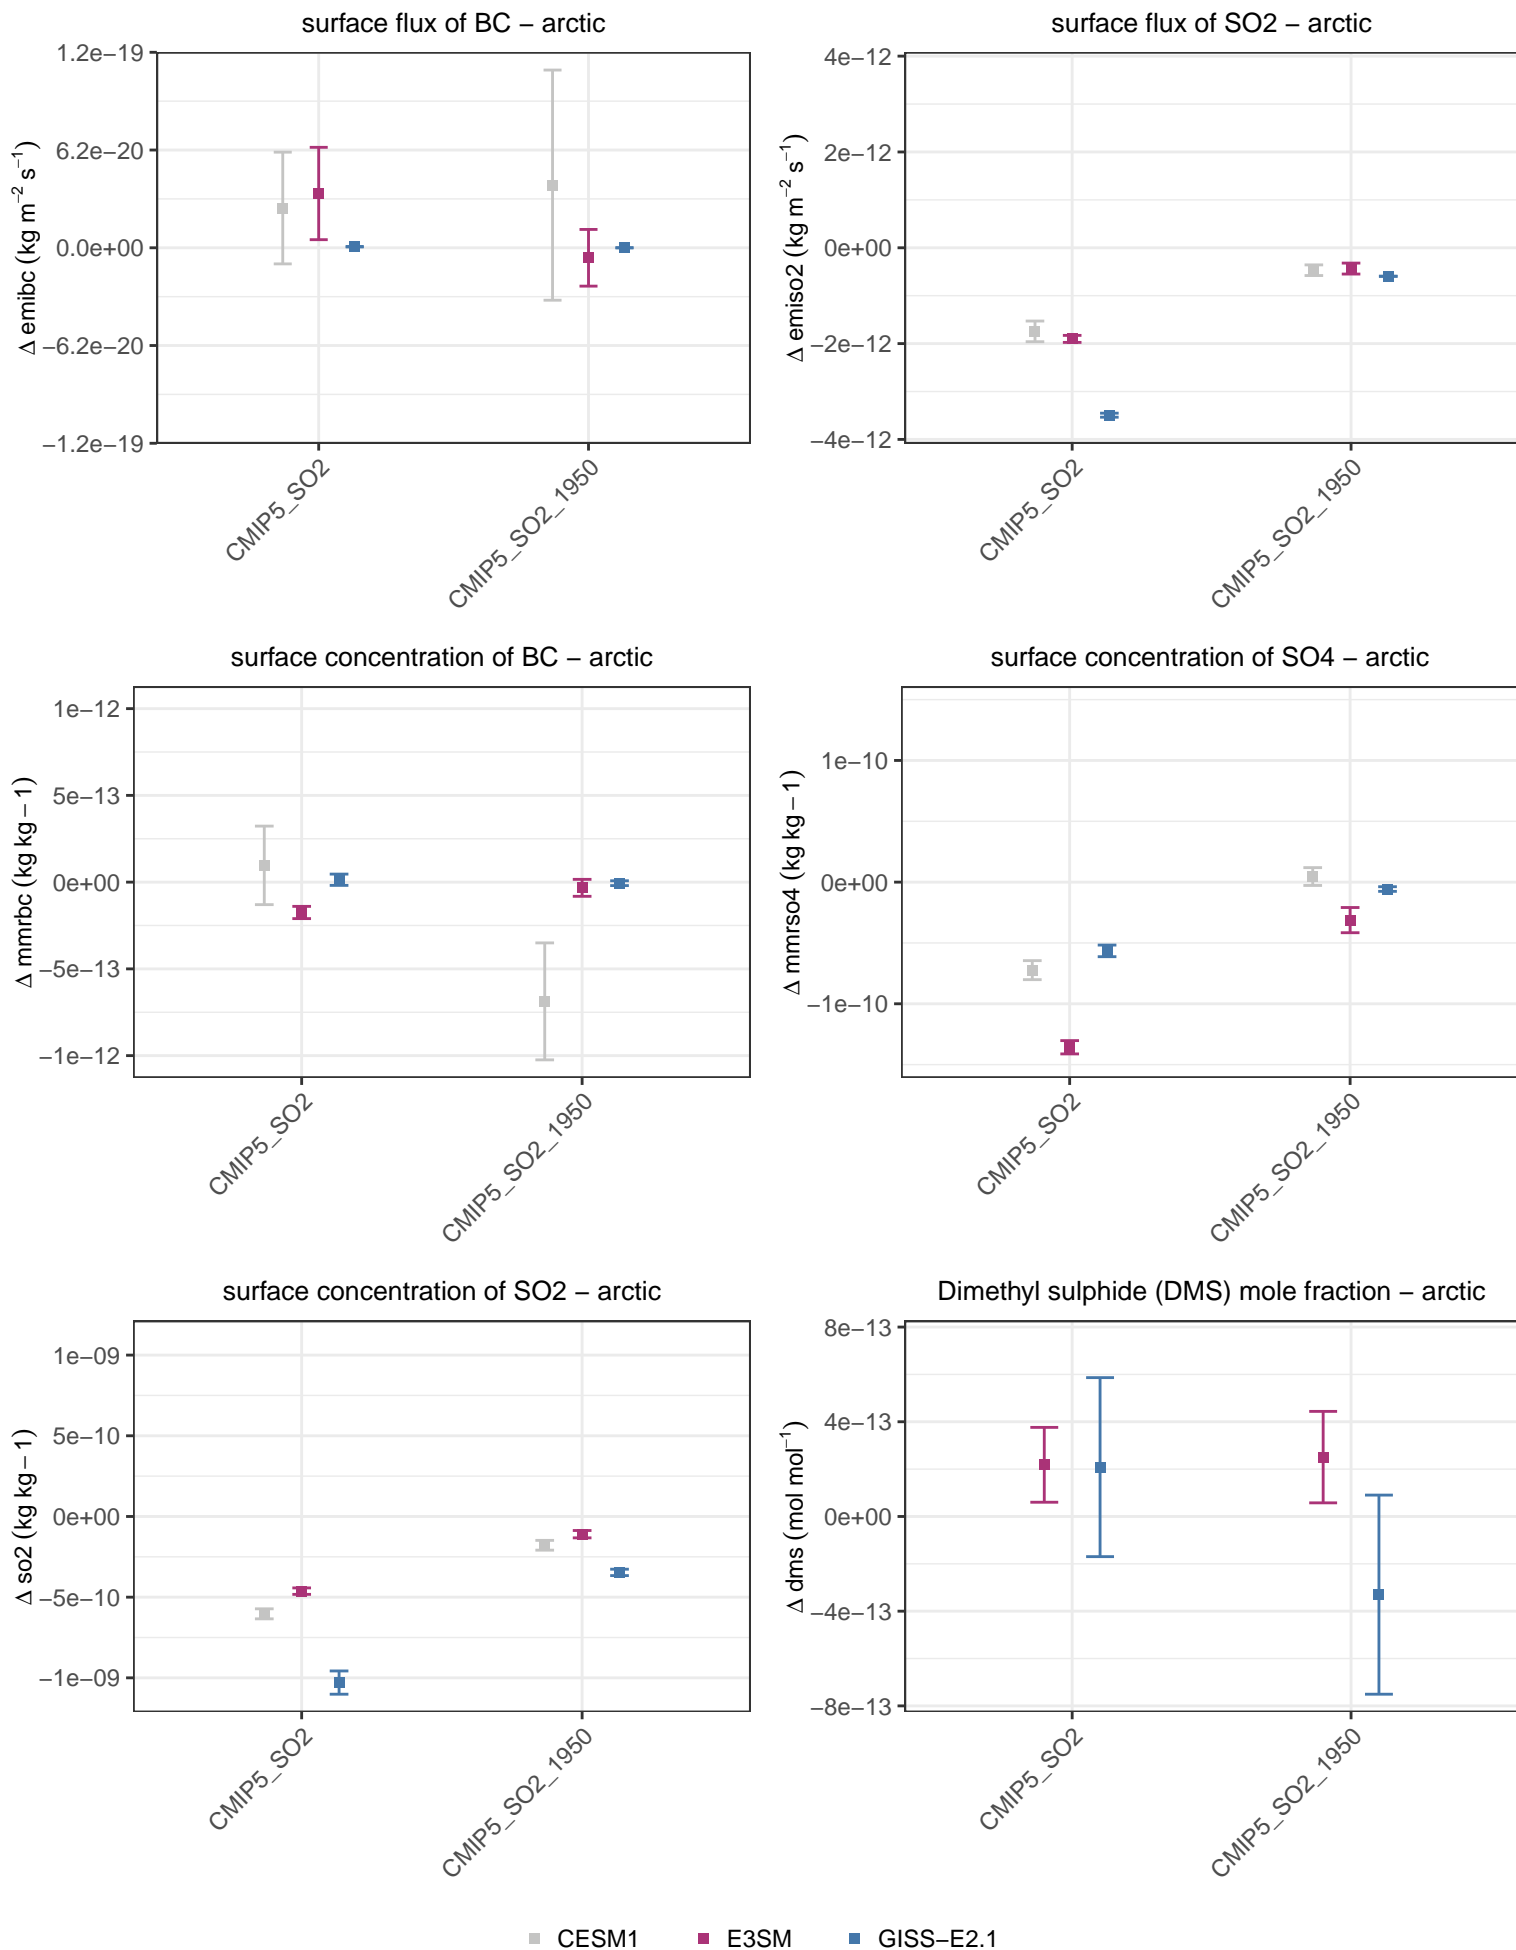 surface flux of BC − arctic
Δ emibc (kg m⁻² s⁻¹)
1.2e−19
6.2e−20
0.0e+00
−6.2e−20
−1.2e−19
CMIP5_SO2
CMIP5_SO2_1950
surface flux of SO2 − arctic
Δ emiso2 (kg m⁻² s⁻¹)
4e−12
2e−12
0e+00
−2e−12
−4e−12
CMIP5_SO2
CMIP5_SO2_1950
surface concentration of BC − arctic
Δ mmrbc (kg kg − 1)
1e−12
5e−13
0e+00
−5e−13
−1e−12
CMIP5_SO2
CMIP5_SO2_1950
surface concentration of SO4 − arctic
Δ mmrso4 (kg kg − 1)
1e−10
0e+00
−1e−10
CMIP5_SO2
CMIP5_SO2_1950
surface concentration of SO2 − arctic
Δ so2 (kg kg − 1)
1e−09
5e−10
0e+00
−5e−10
−1e−09
CMIP5_SO2
CMIP5_SO2_1950
Dimethyl sulphide (DMS) mole fraction − arctic
Δ dms (mol mol⁻¹)
8e−13
4e−13
0e+00
−4e−13
−8e−13
CMIP5_SO2
CMIP5_SO2_1950
CESM1
E3SM
GISS−E2.1